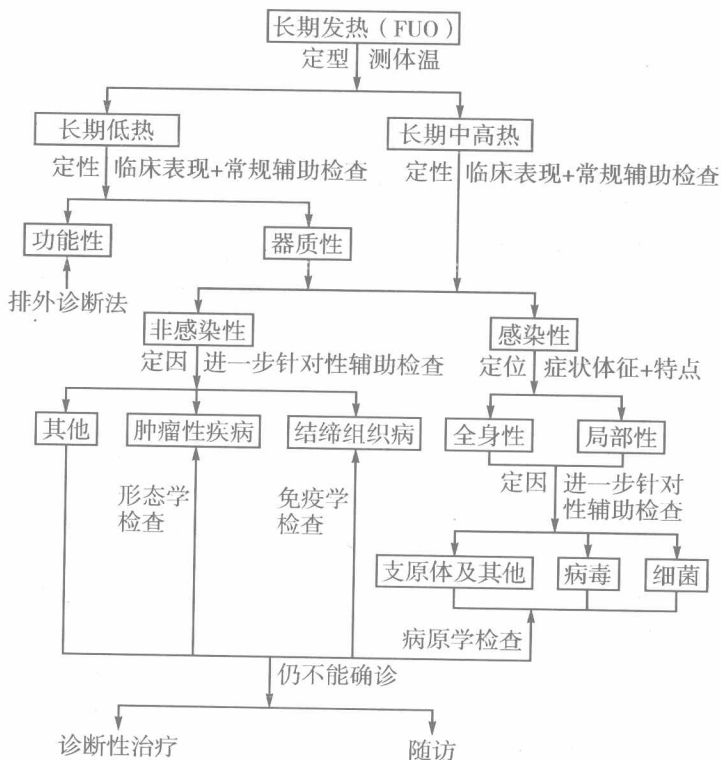 长期发热（FUO）
定型 测体温
长期低热 长期中高热
定性 临床表现+常规辅助检查 定性 临床表现+常规辅助检查
功能性 器质性
排外诊断法
非感染性 感染性
定因 进一步针对性辅助检查 定位 症状体征+特点
其他 肿瘤性疾病 结缔组织病 全身性 局部性
定因 进一步针对
性辅助检查
形态学
检查
免疫学
检查
支原体及其他 病毒 细菌
病原学检查
仍不能确诊
诊断性治疗 随访